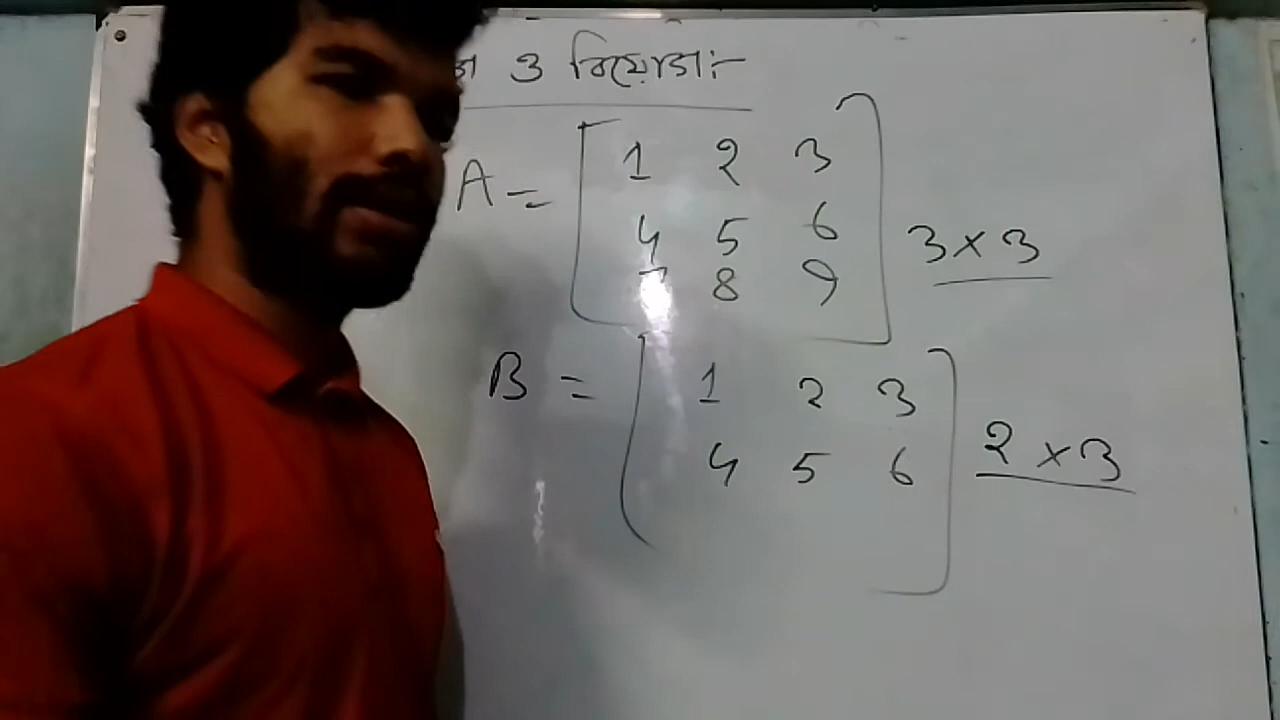 ও বিয়োগঃ-
A = [ 1 2 3
4 5 6 3 × 3
7 8 9 ]
B = [ 1 2 3
4 5 6 ] 2 × 3